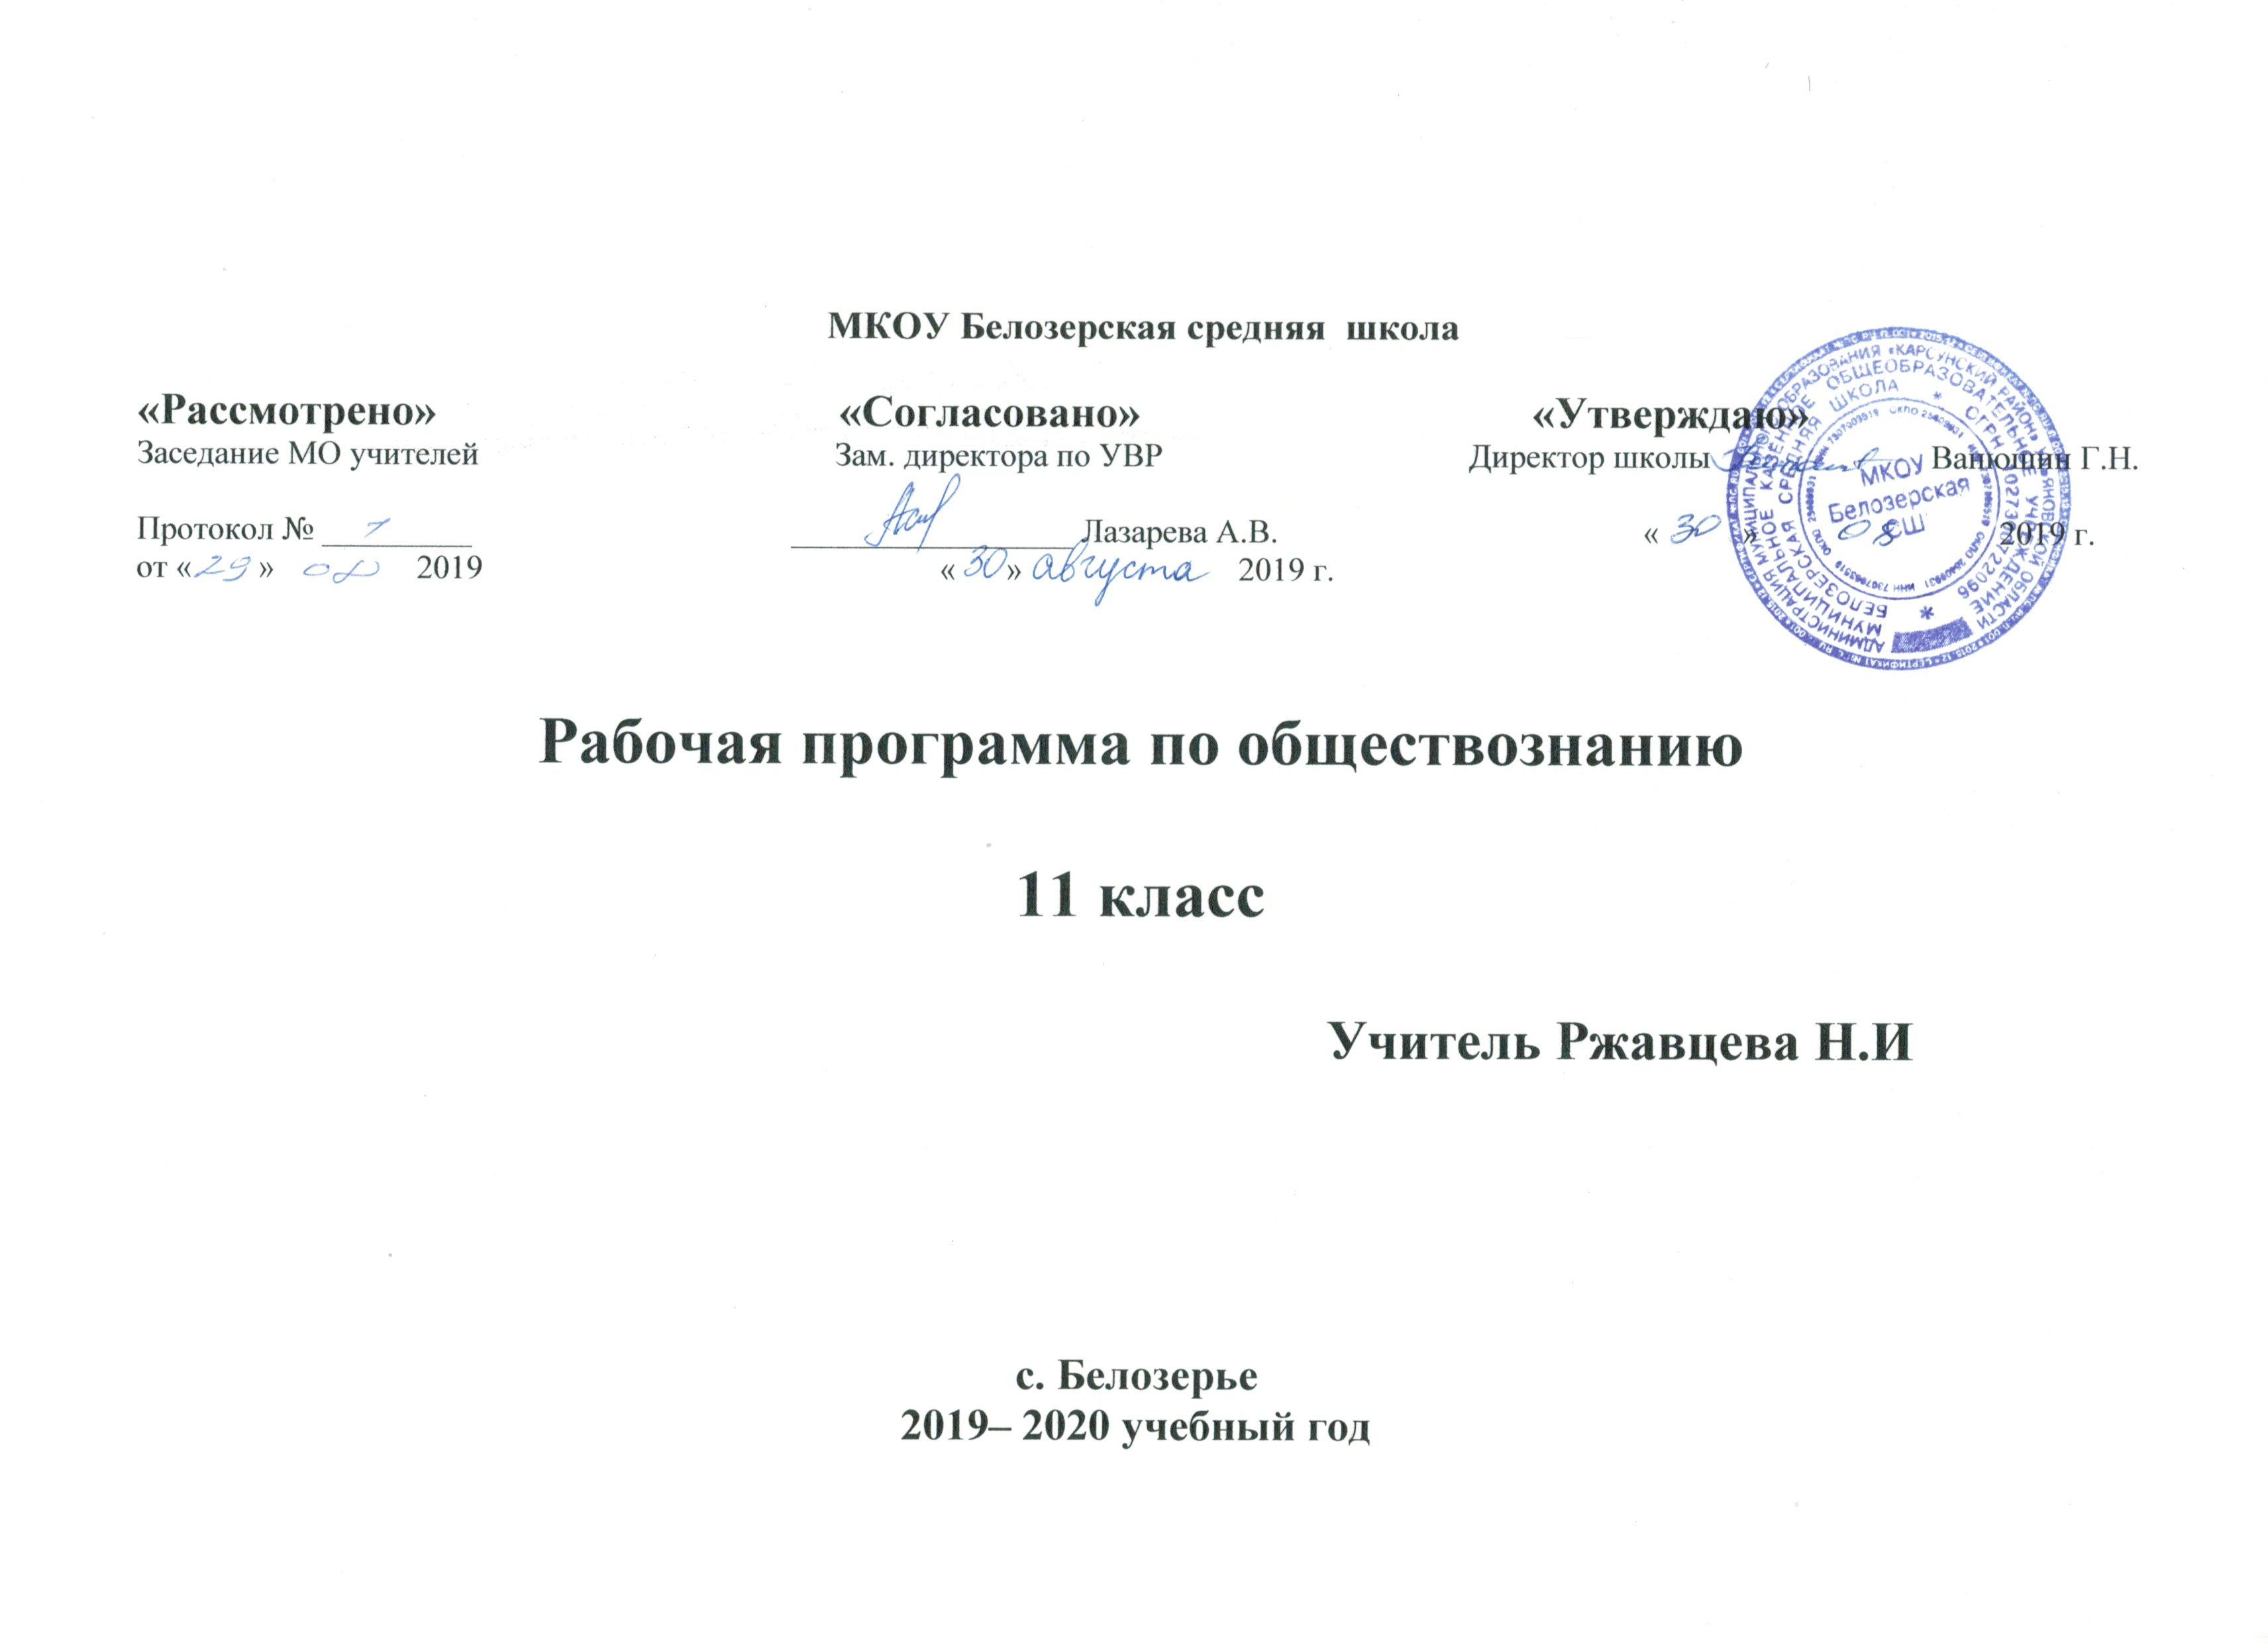 МКОУ Белозерская средняя школа
«Рассмотрено» «Согласовано» «Утверждаю»
Заседание МО учителей Зам. директора по УВР Директор школы Ванюшин Г.Н.
Протокол № 1 Лазарева А.В. « 30 » 08 2019 г.
от « 29 » 08 2019 « 30 » августа 2019 г.
МКОУ
Белозерская
СШ
Рабочая программа по обществознанию
11 класс
Учитель Ржавцева Н.И
с. Белозерье
2019– 2020 учебный год